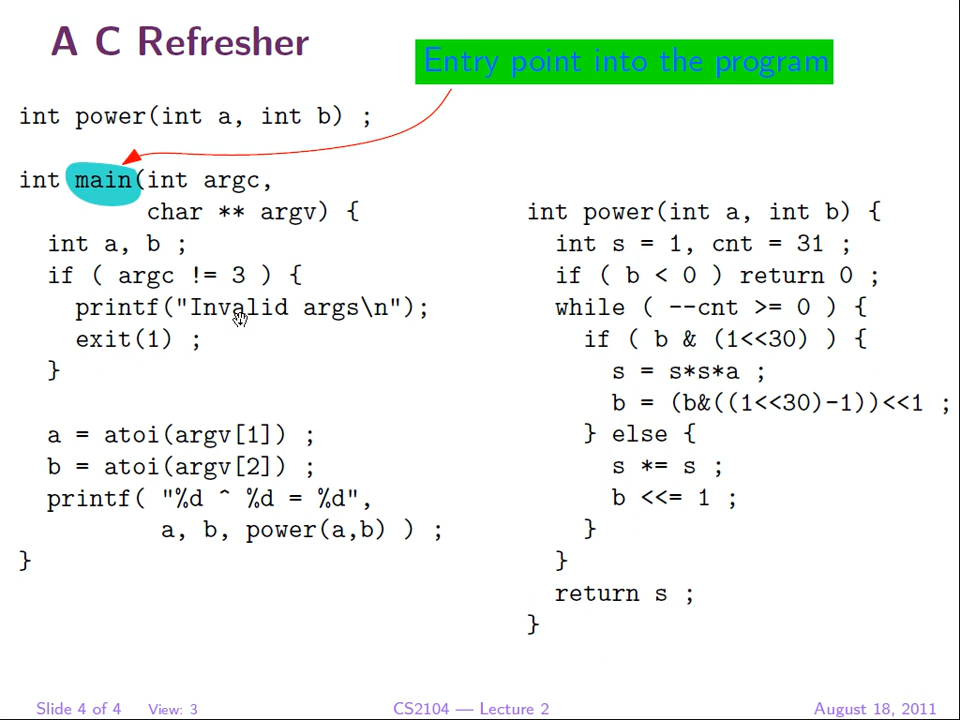 A C Refresher
Entry point into the program
int power(int a, int b) ;
int main(int argc,
char ** argv) {
int a, b ;
if ( argc != 3 ) {
printf("Invalid args\n");
exit(1) ;
}
a = atoi(argv[1]) ;
b = atoi(argv[2]) ;
printf( "%d ^ %d = %d",
a, b, power(a,b) ) ;
}
int power(int a, int b) {
int s = 1, cnt = 31 ;
if ( b < 0 ) return 0 ;
while ( --cnt >= 0 ) {
if ( b & (1<<30) ) {
s = s*s*a ;
b = (b&((1<<30)-1))<<1 ;
} else {
s *= s ;
b <<= 1 ;
}
}
return s ;
}
Slide 4 of 4 View: 3 CS2104 — Lecture 2 August 18, 2011